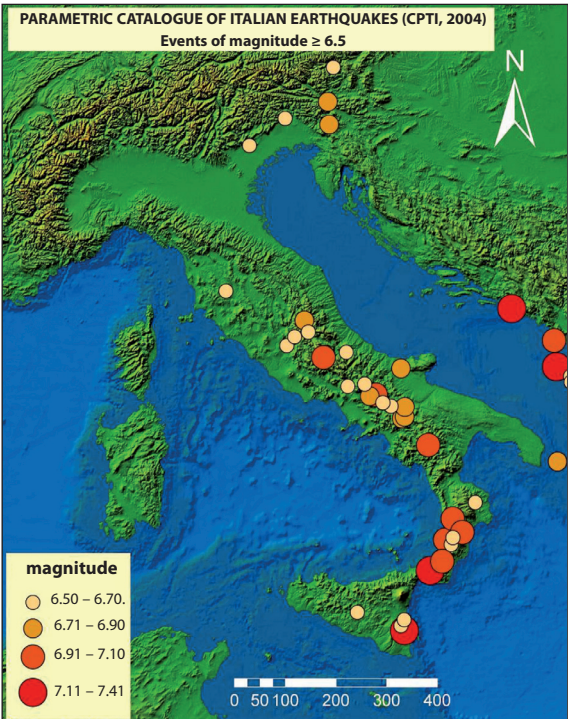 PARAMETRIC CATALOGUE OF ITALIAN EARTHQUAKES (CPTI, 2004)
Events of magnitude ≥ 6.5
N
magnitude
6.50 – 6.70.
6.71 – 6.90
6.91 – 7.10
7.11 – 7.41
0 50 100 200 300 400